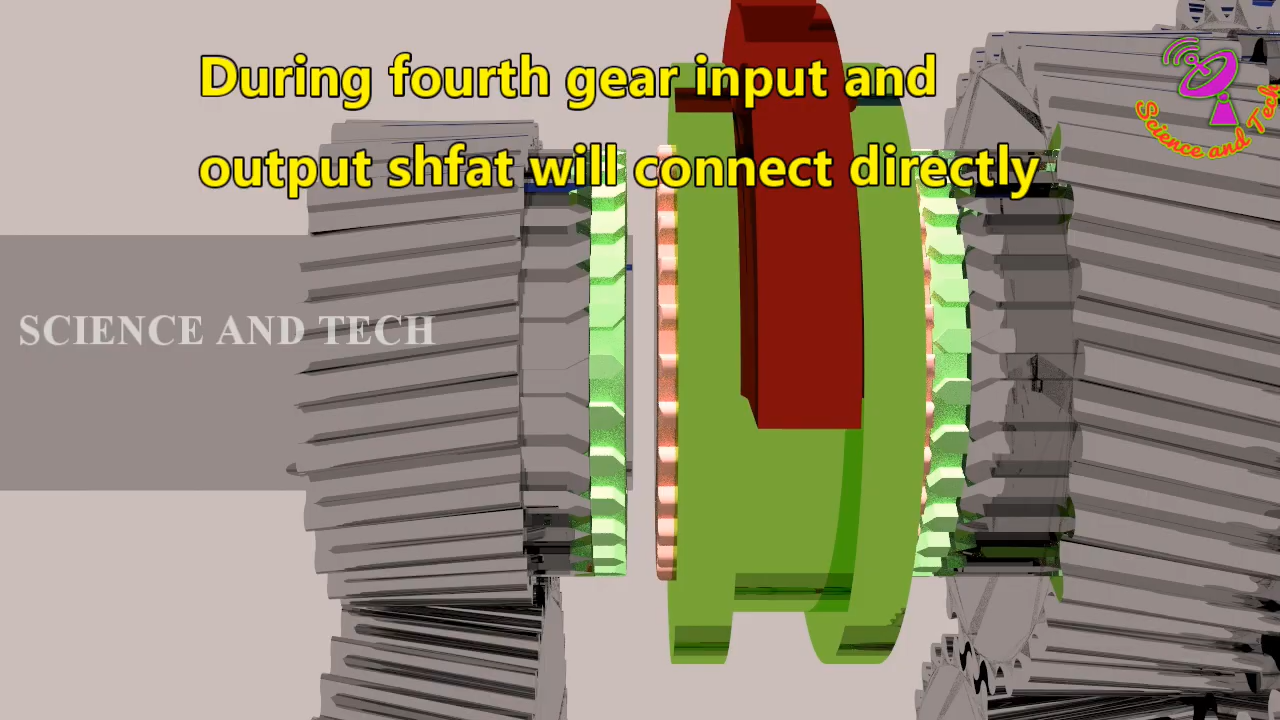 During fourth gear input and
output shfat will connect directly
SCIENCE AND TECH
Science and Tech